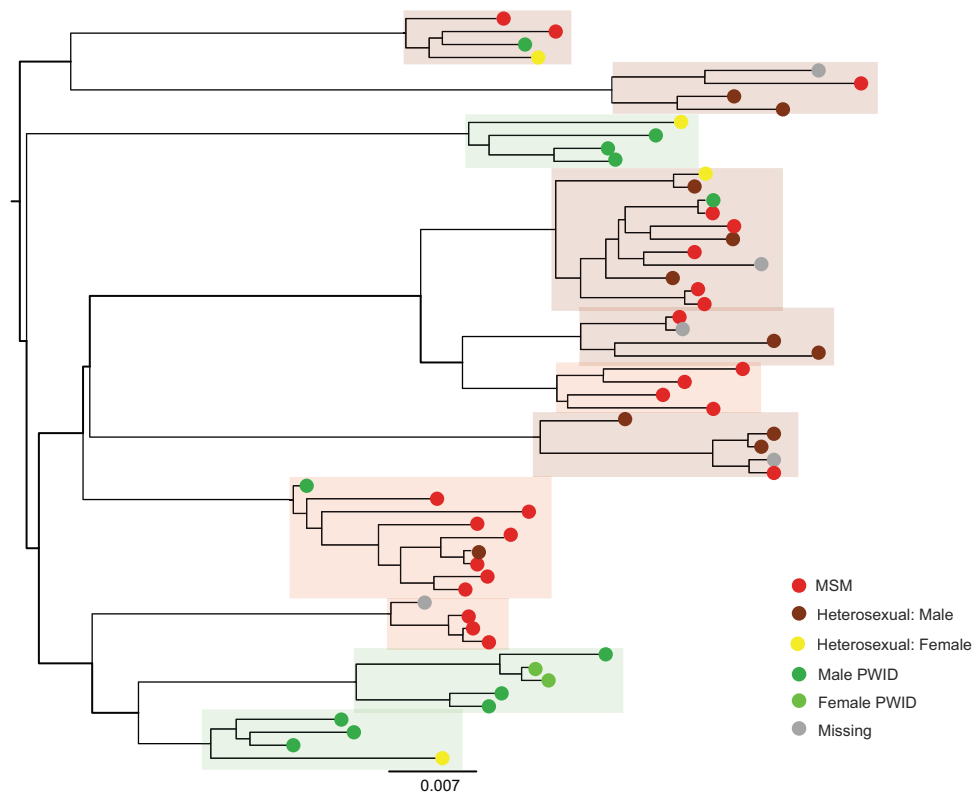 MSM
Heterosexual: Male
Heterosexual: Female
Male PWID
Female PWID
Missing
0.007